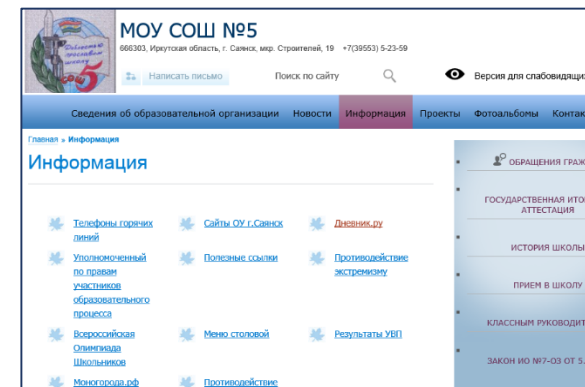 МОУ СОШ №5
666303, Иркутская область, г. Саянск, мкр. Строителей, 19 +7(39553) 5-23-59
Написать письмо Поиск по сайту Версия для слабовидящи
Сведения об образовательной организации Новости Информация Проекты Фотоальбомы Контак
Главная » Информация
Информация
Телефоны горячих
линий
Сайты ОУ г.Саянск
Дневник.ру
Уполномоченный
по правам
участников
образовательного
процесса
Полезные ссылки
Противодействие
экстремизму
Всероссийская
Олимпиада
Школьников
Меню столовой
Результаты УВП
Моногорода.рф
Противодействие
ОБРАЩЕНИЯ ГРАЖ
ГОСУДАРСТВЕННАЯ ИТО
АТТЕСТАЦИЯ
ИСТОРИЯ ШКОЛЫ
ПРИЕМ В ШКОЛУ
КЛАССНЫМ РУКОВОДИТ
ЗАКОН ИО №7-ОЗ ОТ 5.